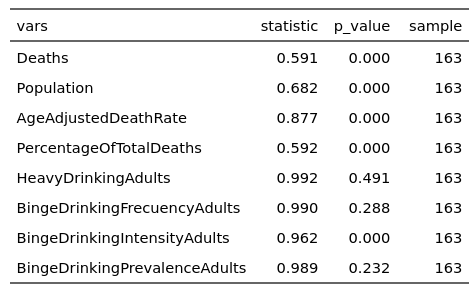 vars statistic p_value sample
Deaths 0.591 0.000 163
Population 0.682 0.000 163
AgeAdjustedDeathRate 0.877 0.000 163
PercentageOfTotalDeaths 0.592 0.000 163
HeavyDrinkingAdults 0.992 0.491 163
BingeDrinkingFrecuencyAdults 0.990 0.288 163
BingeDrinkingIntensityAdults 0.962 0.000 163
BingeDrinkingPrevalenceAdults 0.989 0.232 163